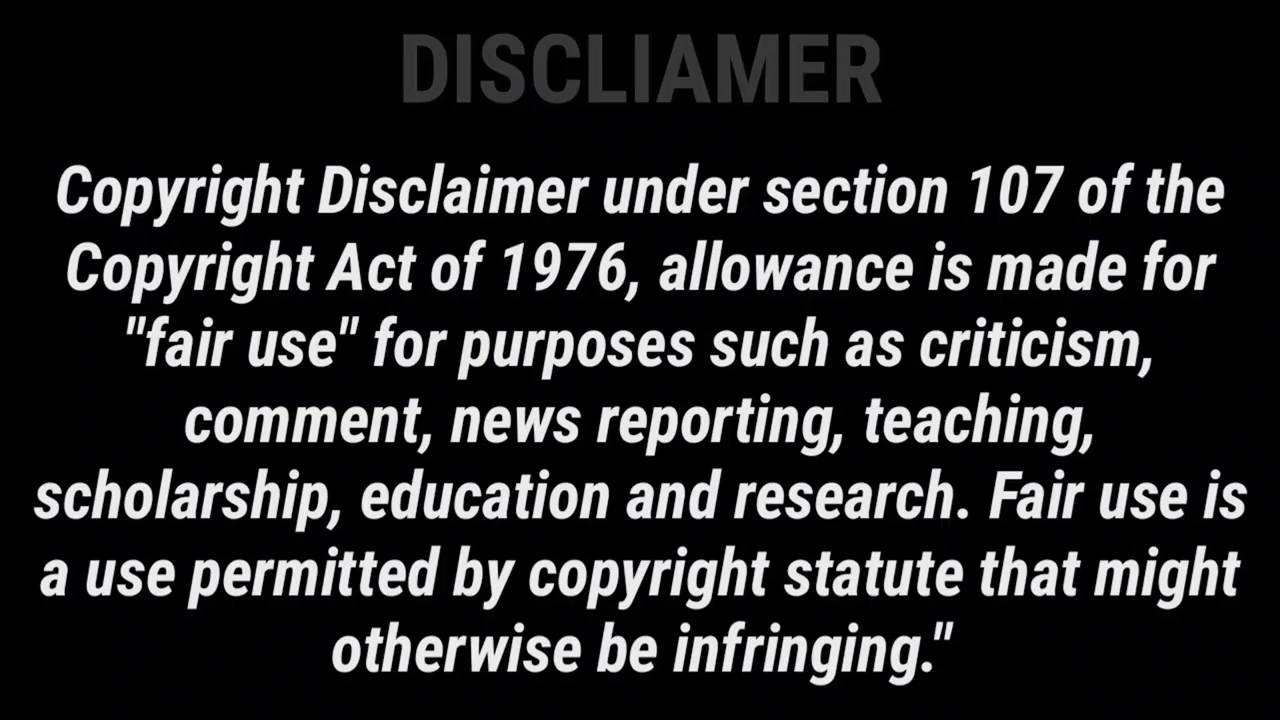 DISCLIAMER
Copyright Disclaimer under section 107 of the
Copyright Act of 1976, allowance is made for
"fair use" for purposes such as criticism,
comment, news reporting, teaching,
scholarship, education and research. Fair use is
a use permitted by copyright statute that might
otherwise be infringing."